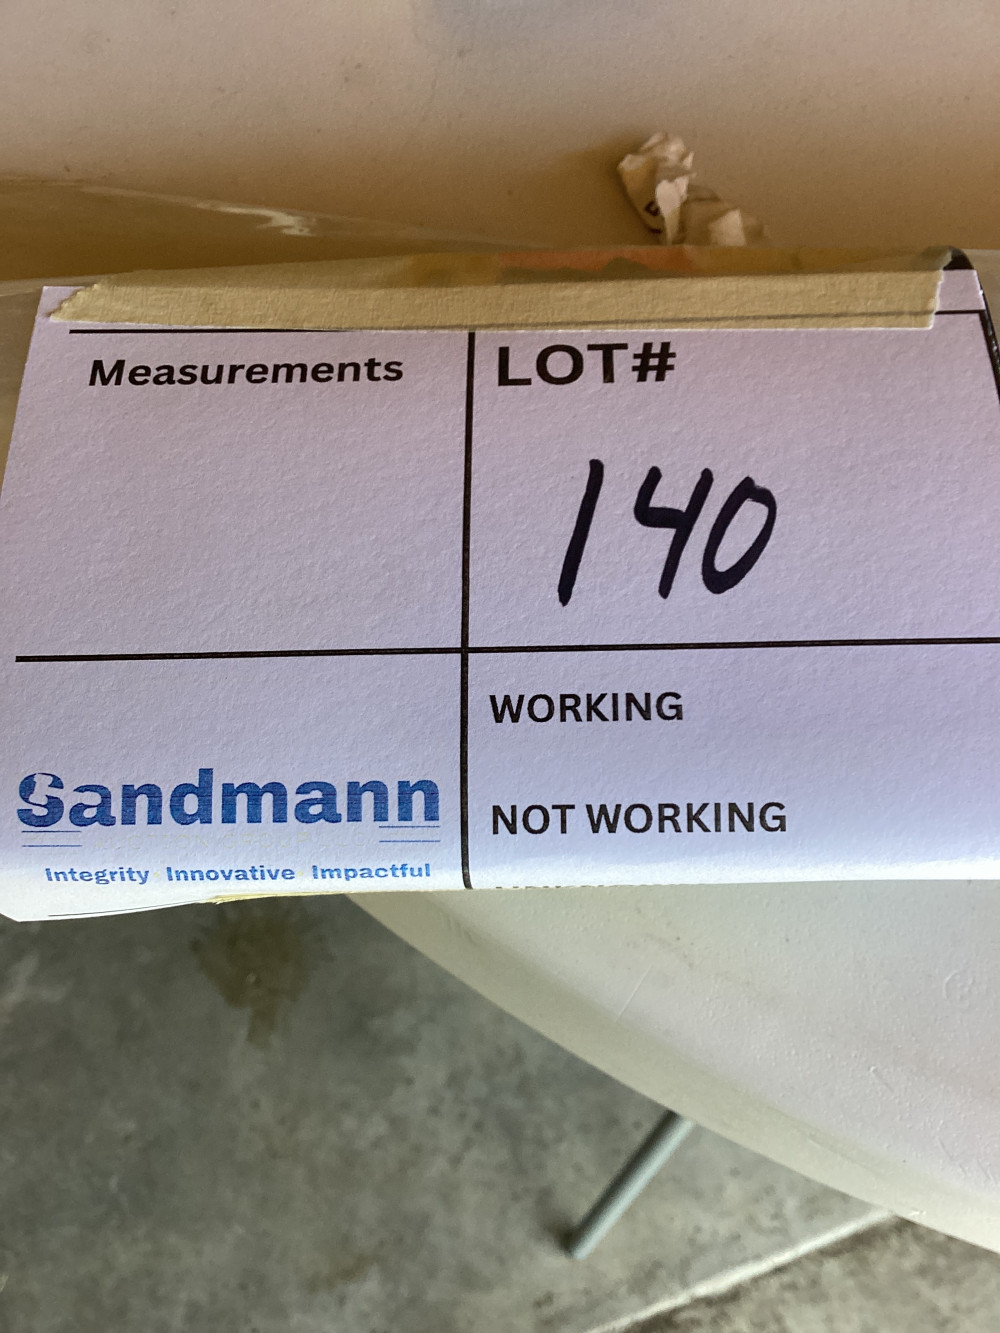 Measurements
LOT#
140
WORKING
NOT WORKING
Sandmann
Integrity Innovative Impactful